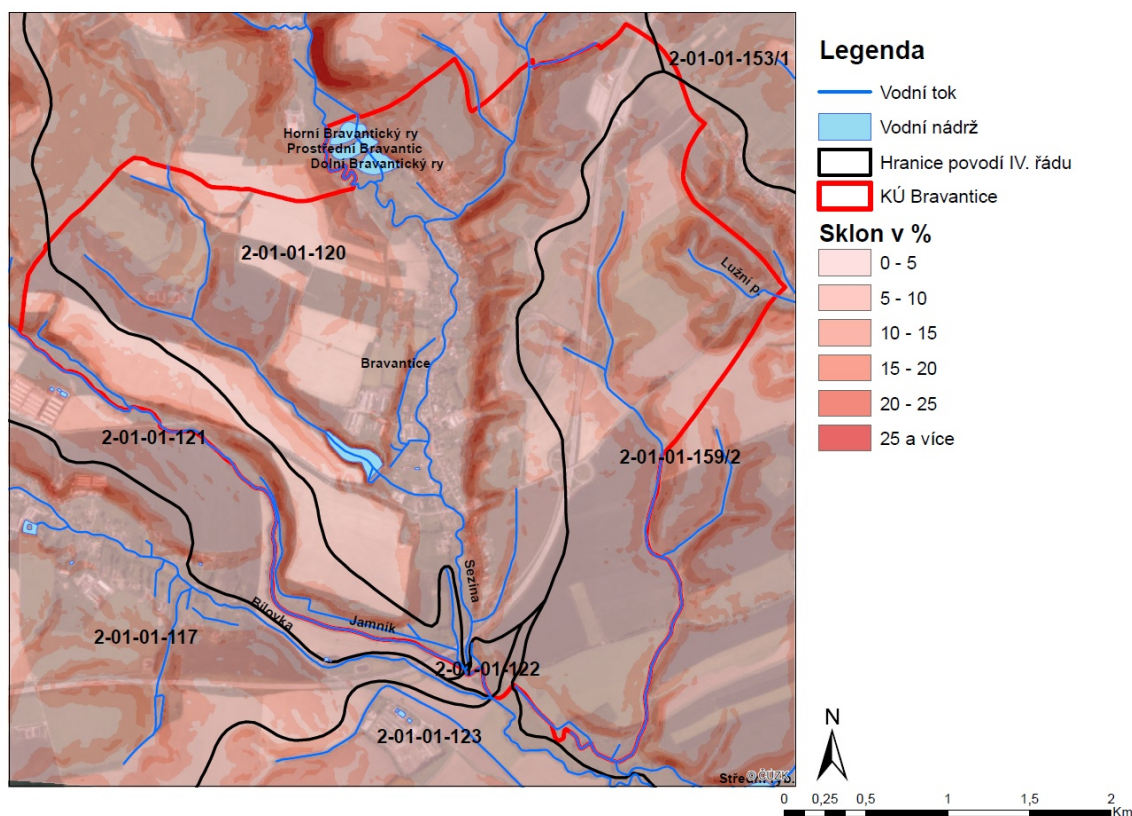 2-01-01-153/1
Horní Bravantický ry
Prostřední Bravantic
Dolní Bravantický ry
2-01-01-120
Lužní p.
ČÚZK
Bravantice
2-01-01-121
2-01-01-159/2
Sezina
Bílovka
Jamník
2-01-01-117
2-01-01-122
2-01-01-123
© ČÚZK
Legenda
Vodní tok
Vodní nádrž
Hranice povodí IV. řádu
KÚ Bravantice
Sklon v %
0 - 5
5 - 10
10 - 15
15 - 20
20 - 25
25 a více
N
0 0,25 0,5 1 1,5 2
Km